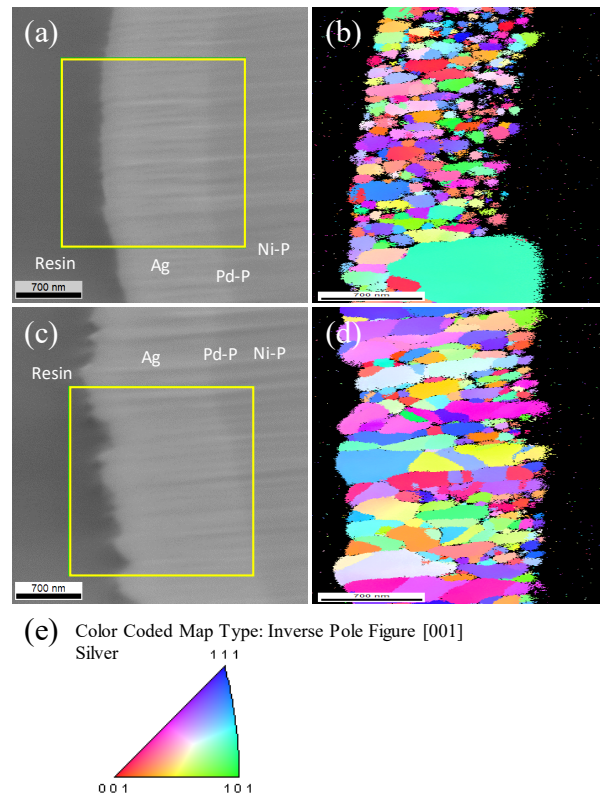 (a)
Resin
Ag
Pd-P
Ni-P
700 nm
(b)
700 nm
(c)
Resin
Ag
Pd-P
Ni-P
700 nm
(d)
700 nm
(e) Color Coded Map Type: Inverse Pole Figure [001]
Silver
1 1 1
0 0 1
1 0 1